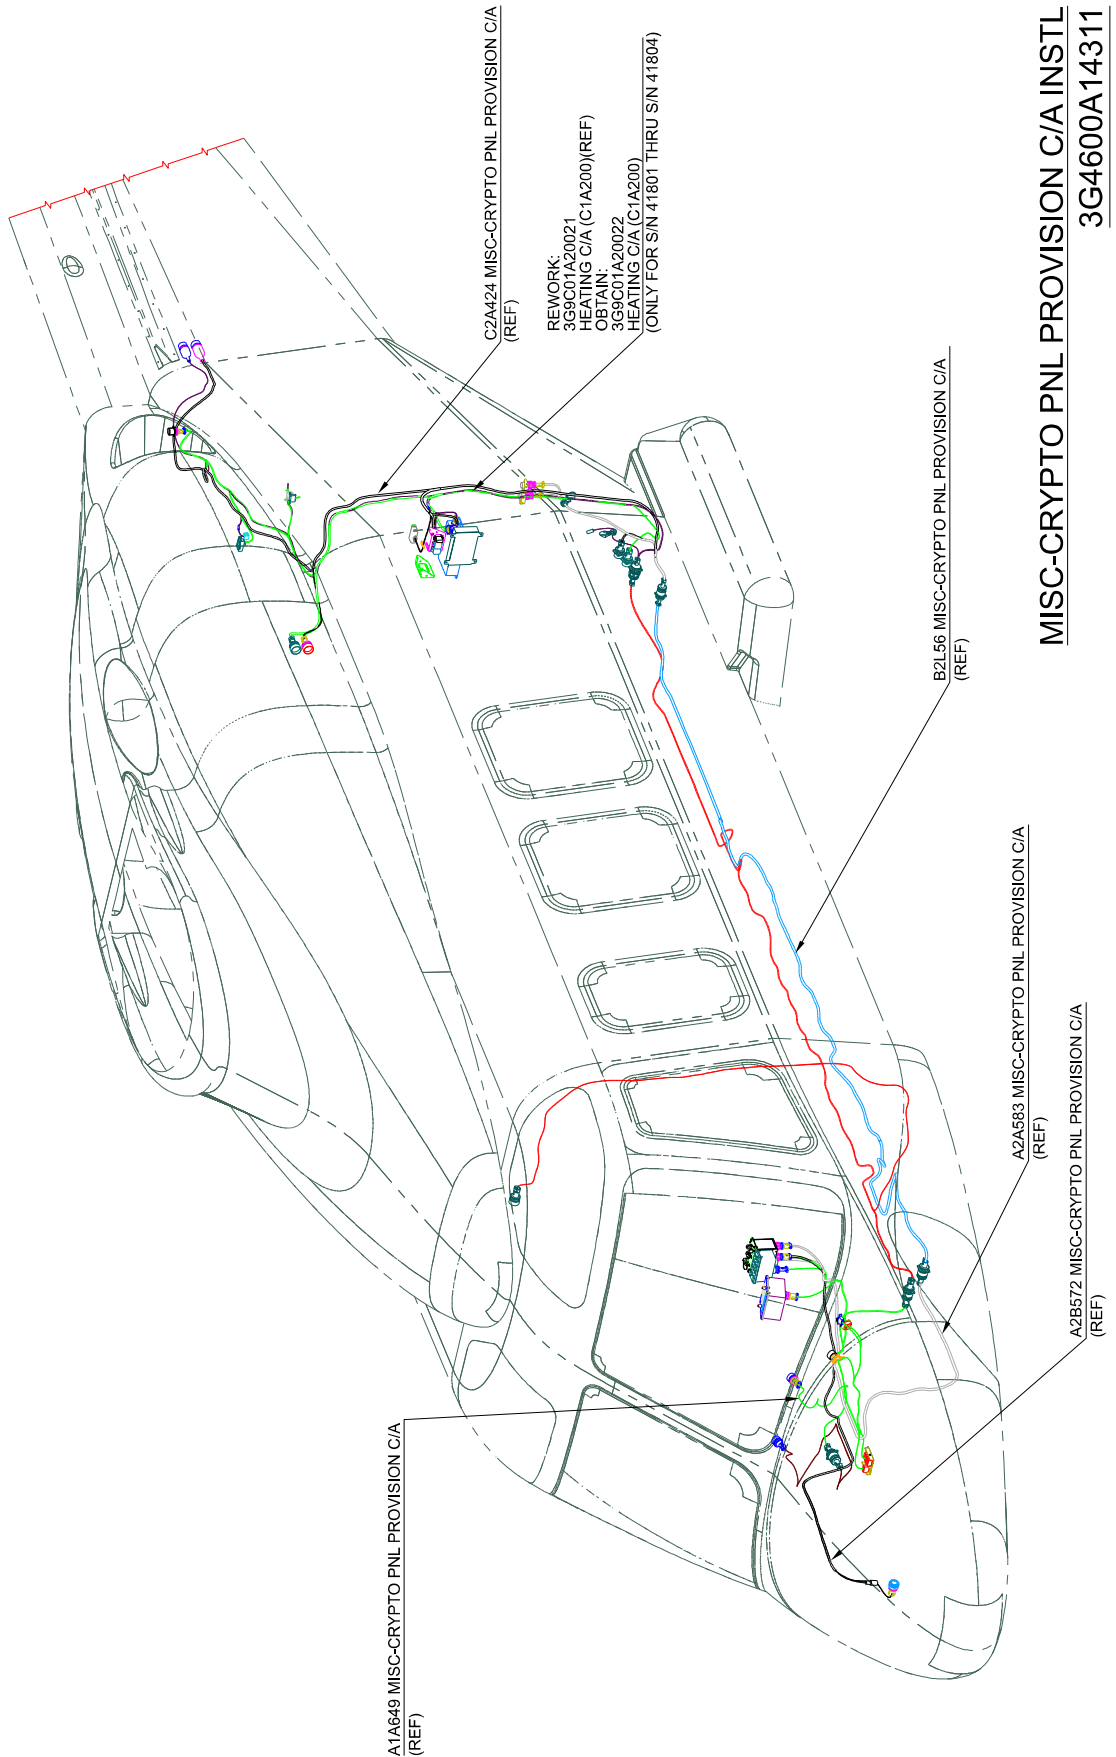 C2A424 MISC-CRYPTO PNL PROVISION C/A
(REF)
REWORK:
3G9C01A20021
HEATING C/A (C1A200)(REF)
OBTAIN:
3G9C01A20022
HEATING C/A (C1A200)
(ONLY FOR S/N 41801 THRU S/N 41804)
B2L56 MISC-CRYPTO PNL PROVISION C/A
(REF)
A2A583 MISC-CRYPTO PNL PROVISION C/A
(REF)
A2B572 MISC-CRYPTO PNL PROVISION C/A
(REF)
A1A649 MISC-CRYPTO PNL PROVISION C/A
(REF)
MISC-CRYPTO PNL PROVISION C/A INSTL
3G4600A14311